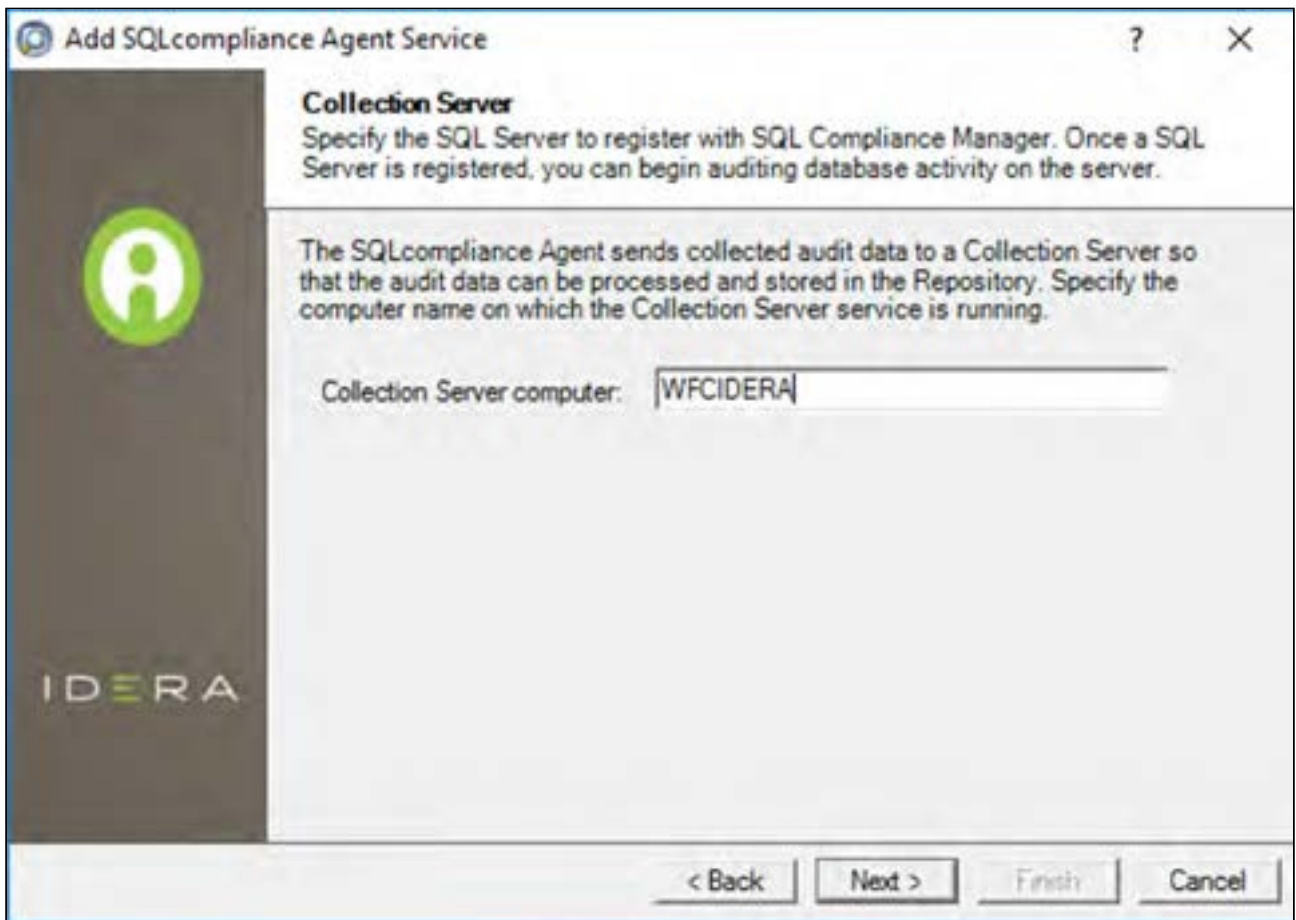 Add SQLcompliance Agent Service ? X
Collection Server
Specify the SQL Server to register with SQL Compliance Manager. Once a SQL
Server is registered, you can begin auditing database activity on the server.
The SQLcompliance Agent sends collected audit data to a Collection Server so
that the audit data can be processed and stored in the Repository. Specify the
computer name on which the Collection Server service is running.
Collection Server computer: WFCIDERA
IDERA
< Back Next > Finish Cancel